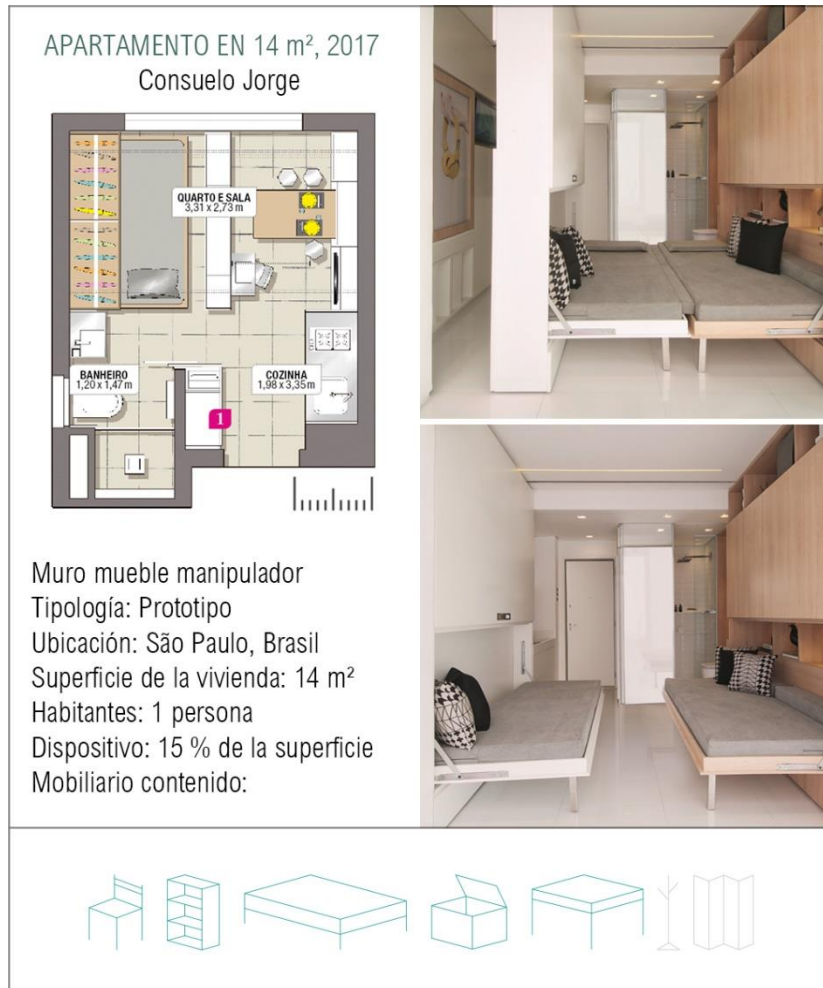 APARTAMENTO EN 14 m², 2017
Consuelo Jorge
QUARTO E SALA
3,31 x 2,73 m
BANHEIRO
1,20 x 1,47 m
COZINHA
1,98 x 3,35 m
1
Muro mueble manipulador
Tipología: Prototipo
Ubicación: São Paulo, Brasil
Superficie de la vivienda: 14 m²
Habitantes: 1 persona
Dispositivo: 15 % de la superficie
Mobiliario contenido: